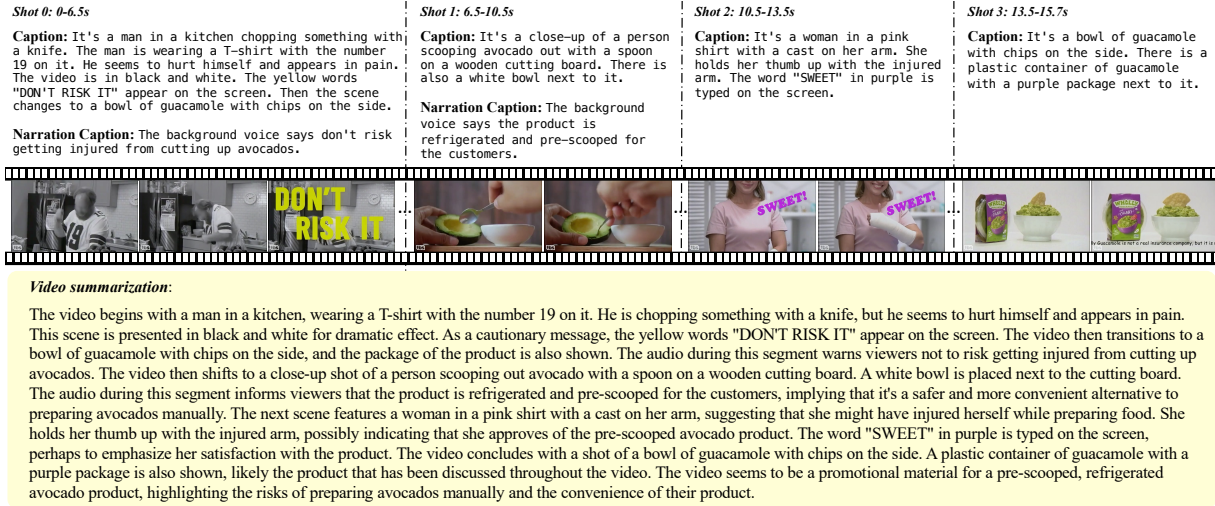 Shot 0: 0-6.5s
Caption: It's a man in a kitchen chopping something with
a knife. The man is wearing a T-shirt with the number
19 on it. He seems to hurt himself and appears in pain.
The video is in black and white. The yellow words
"DON'T RISK IT" appear on the screen. Then the scene
changes to a bowl of guacamole with chips on the side.
Narration Caption: The background voice says don't risk
getting injured from cutting up avocados.
Shot 1: 6.5-10.5s
Caption: It's a close-up of a person
scooping avocado out with a spoon
on a wooden cutting board. There is
also a white bowl next to it.
Narration Caption: The background
voice says the product is
refrigerated and pre-scooped for
the customers.
Shot 2: 10.5-13.5s
Caption: It's a woman in a pink
shirt with a cast on her arm. She
holds her thumb up with the injured
arm. The word "SWEET" in purple is
typed on the screen.
Shot 3: 13.5-15.7s
Caption: It's a bowl of guacamole
with chips on the side. There is a
plastic container of guacamole
with a purple package next to it.
19
DON'T
RISK IT
...
...
SWEET!
SWEET!
...
WHOLLY
WHOLLY
ly Guacamole is not a real insurance company, but it is
Video summarization:
The video begins with a man in a kitchen, wearing a T-shirt with the number 19 on it. He is chopping something with a knife, but he seems to hurt himself and appears in pain.
This scene is presented in black and white for dramatic effect. As a cautionary message, the yellow words "DON'T RISK IT" appear on the screen. The video then transitions to a
bowl of guacamole with chips on the side, and the package of the product is also shown. The audio during this segment warns viewers not to risk getting injured from cutting up
avocados. The video then shifts to a close-up shot of a person scooping out avocado with a spoon on a wooden cutting board. A white bowl is placed next to the cutting board.
The audio during this segment informs viewers that the product is refrigerated and pre-scooped for the customers, implying that it's a safer and more convenient alternative to
preparing avocados manually. The next scene features a woman in a pink shirt with a cast on her arm, suggesting that she might have injured herself while preparing food. She
holds her thumb up with the injured arm, possibly indicating that she approves of the pre-scooped avocado product. The word "SWEET" in purple is typed on the screen,
perhaps to emphasize her satisfaction with the product. The video concludes with a shot of a bowl of guacamole with chips on the side. A plastic container of guacamole with a
purple package is also shown, likely the product that has been discussed throughout the video. The video seems to be a promotional material for a pre-scooped, refrigerated
avocado product, highlighting the risks of preparing avocados manually and the convenience of their product.